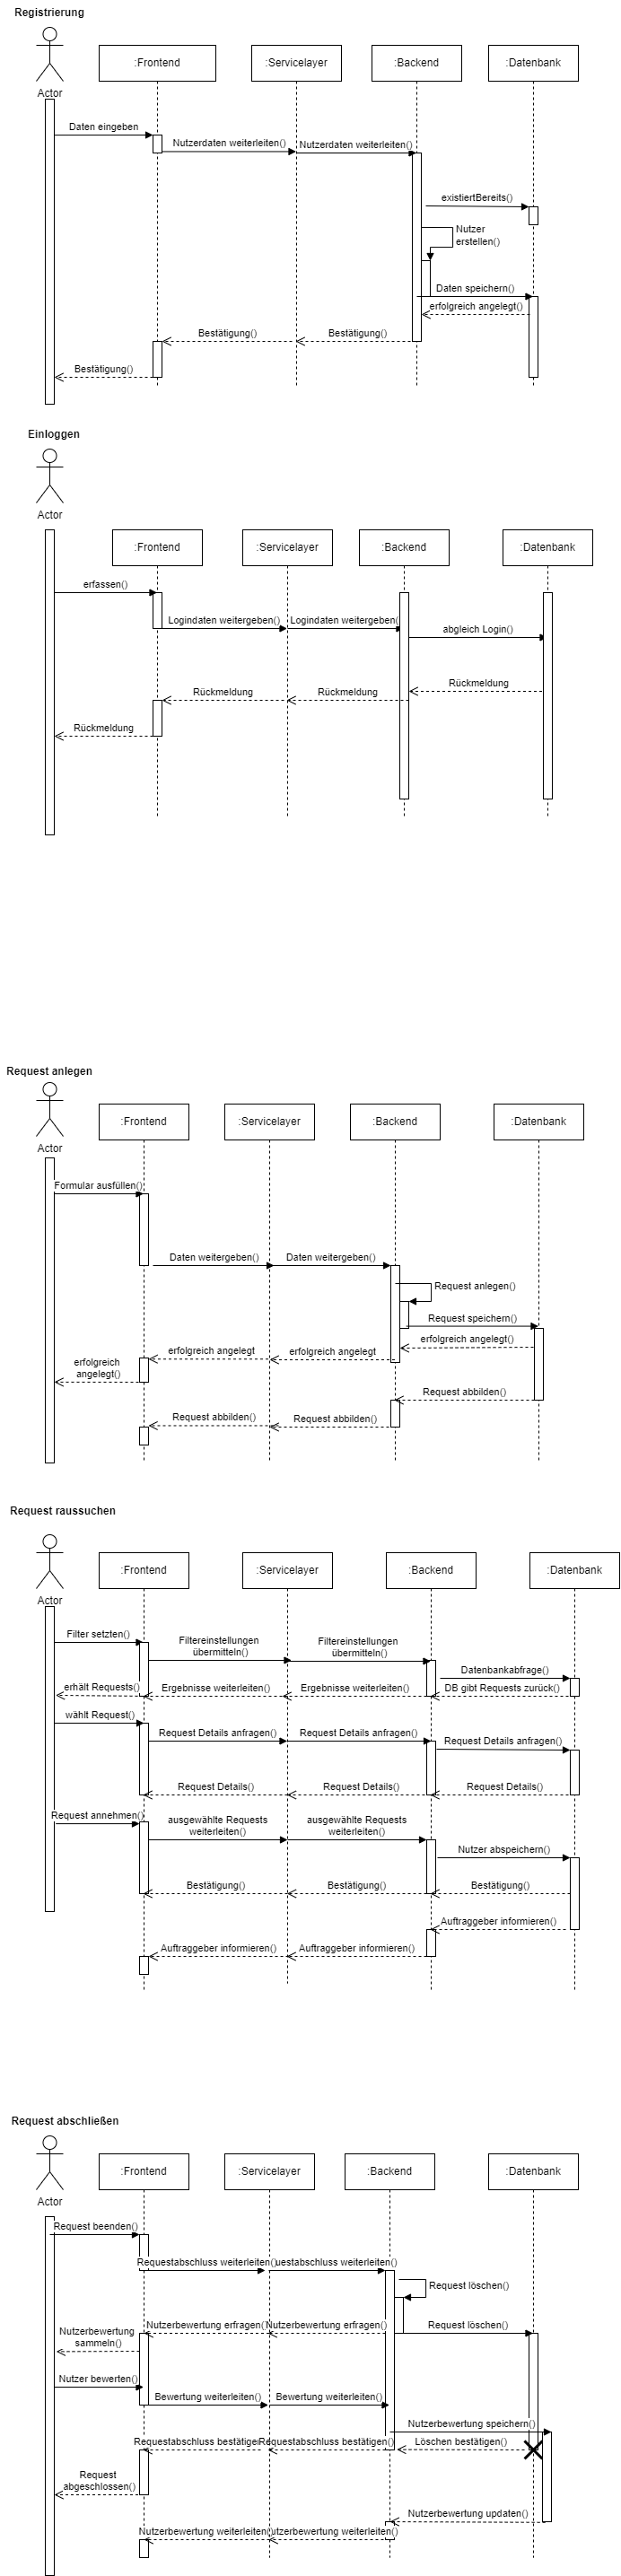 Registrierung
:Frontend
:Servicelayer
:Backend
:Datenbank
Actor
Daten eingeben
Nutzerdaten weiterleiten()
Nutzerdaten weiterleiten()
existiertBereits()
Nutzer
erstellen()
Daten speichern()
erfolgreich angelegt()
Bestätigung()
Bestätigung()
Bestätigung()
Einloggen
Actor
:Frontend
:Servicelayer
:Backend
:Datenbank
erfassen()
Logindaten weitergeben()
Logindaten weitergeben(
abgleich Login()
Rückmeldung
Rückmeldung
Rückmeldung
Rückmeldung
Request anlegen
:Frontend
:Servicelayer
:Backend
:Datenbank
Actor
Formular ausfüllen()
Daten weitergeben()
Daten weitergeben()
Request anlegen()
Request speichern()
erfolgreich angelegt()
erfolgreich angelegt
erfolgreich angelegt
erfolgreich
angelegt()
Request abbilden()
Request abbilden()
Request abbilden()
Request raussuchen
:Frontend
:Servicelayer
:Backend
:Datenbank
Actor
Filter setzten()
Filtereinstellungen
übermitteln()
Filtereinstellungen
übermitteln()
Datenbankabfrage()
erhält Requests()
Ergebnisse weiterleiten()
Ergebnisse weiterleiten()
DB gibt Requests zurück()
wählt Request()
Request Details anfragen()
Request Details anfragen()
Request Details anfragen()
Request Details()
Request Details()
Request Details()
Request annehmen()
ausgewählte Requests
weiterleiten()
ausgewählte Requests
weiterleiten()
Nutzer abspeichern()
Bestätigung()
Bestätigung()
Bestätigung()
Auftraggeber informieren()
Auftraggeber informieren()
Auftraggeber informieren()
Request abschließen
:Frontend
:Servicelayer
:Backend
:Datenbank
Actor
Request beenden()
Requestabschluss weiterleiten()
uestabschluss weiterleiten()
Request löschen()
Nutzerbewertung erfragen()
Nutzerbewertung erfragen()
Request löschen()
Nutzerbewertung
sammeln()
Nutzer bewerten()
Bewertung weiterleiten()
Bewertung weiterleiten()
Nutzerbewertung speichern()
Requestabschluss bestätigen
Requestabschluss bestätigen()
Löschen bestätigen()
Request
abgeschlossen()
Nutzerbewertung updaten()
Nutzerbewertung weiterleiten(
utzerbewertung weiterleiten()